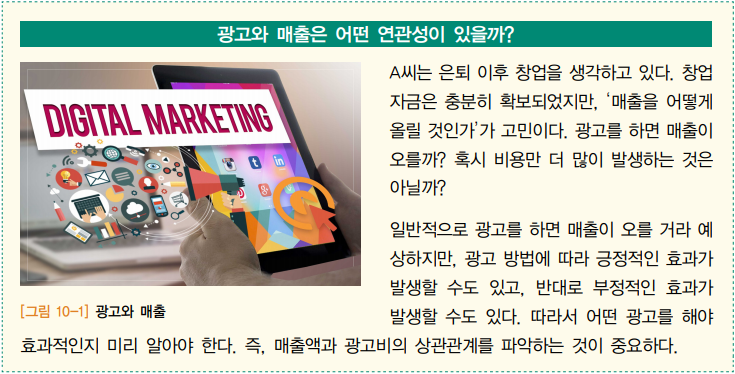 광고와 매출은 어떤 연관성이 있을까?
DIGITAL MARKETING
A씨는 은퇴 이후 창업을 생각하고 있다. 창업
자금은 충분히 확보되었지만, ‘매출을 어떻게
올릴 것인가’가 고민이다. 광고를 하면 매출이
오를까? 혹시 비용만 더 많이 발생하는 것은
아닐까?
일반적으로 광고를 하면 매출이 오를 거라 예
상하지만, 광고 방법에 따라 긍정적인 효과가
발생할 수도 있고, 반대로 부정적인 효과가
발생할 수도 있다. 따라서 어떤 광고를 해야
[그림 10-1] 광고와 매출
효과적인지 미리 알아야 한다. 즉, 매출액과 광고비의 상관관계를 파악하는 것이 중요하다.